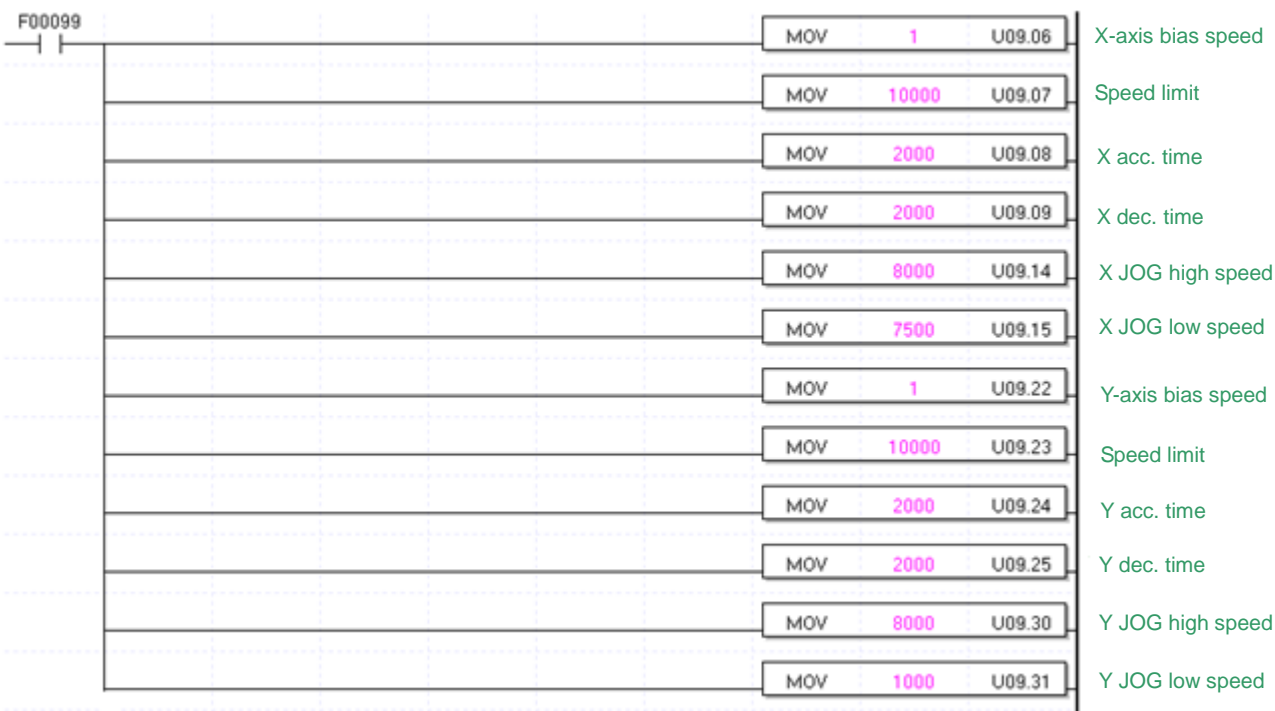 F00099
MOV 1 U09.06 X-axis bias speed
MOV 10000 U09.07 Speed limit
MOV 2000 U09.08 X acc. time
MOV 2000 U09.09 X dec. time
MOV 8000 U09.14 X JOG high speed
MOV 7500 U09.15 X JOG low speed
MOV 1 U09.22 Y-axis bias speed
MOV 10000 U09.23 Speed limit
MOV 2000 U09.24 Y acc. time
MOV 2000 U09.25 Y dec. time
MOV 8000 U09.30 Y JOG high speed
MOV 1000 U09.31 Y JOG low speed